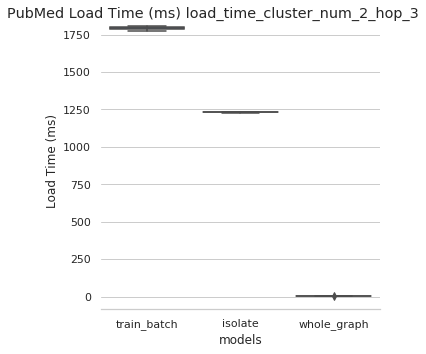 PubMed Load Time (ms) load_time_cluster_num_2_hop_3
1750
1500
1250
1000
750
500
250
0
Load Time (ms)
train_batch isolate whole_graph
models